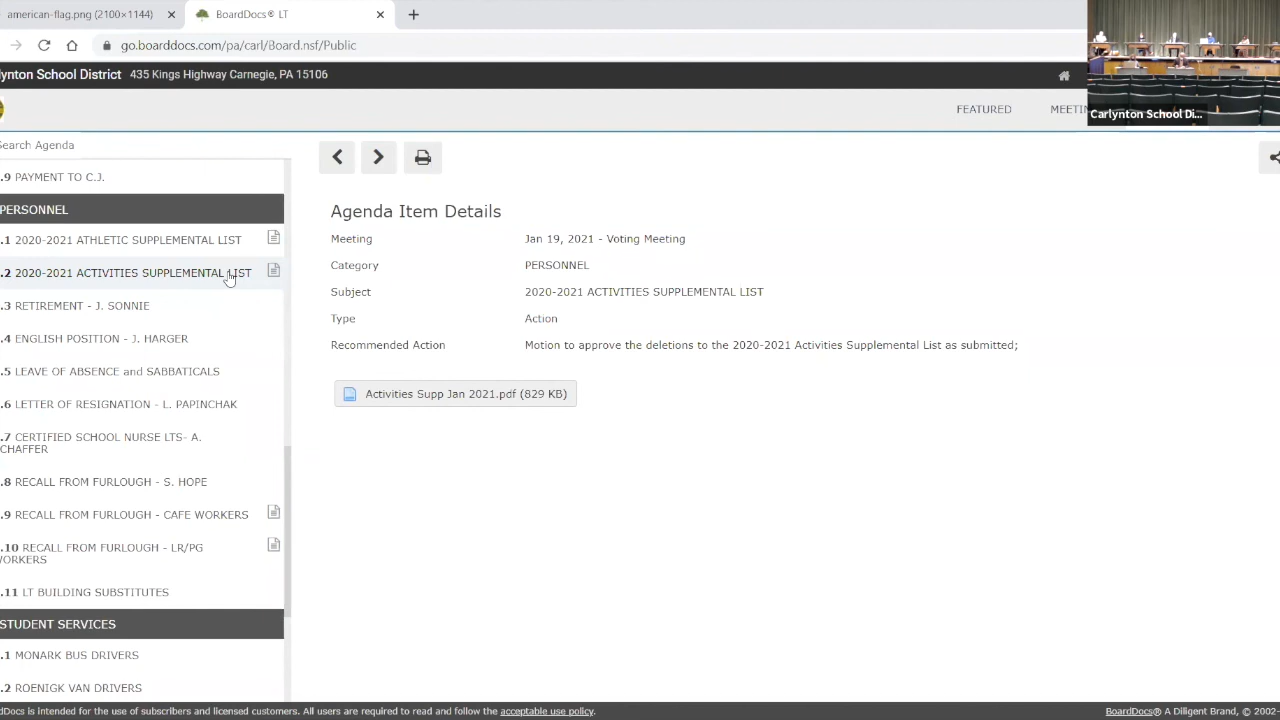 american-flag.png (2100×1144)
BoardDocs® LT
go.boarddocs.com/pa/carl/Board.nsf/Public
lynton School District 435 Kings Highway Carnegie, PA 15106
FEATURED
MEETIN
Carlynton School Di...
Search Agenda
.9 PAYMENT TO C.J.
PERSONNEL
.1 2020-2021 ATHLETIC SUPPLEMENTAL LIST
.2 2020-2021 ACTIVITIES SUPPLEMENTAL LIST
.3 RETIREMENT - J. SONNIE
.4 ENGLISH POSITION - J. HARGER
.5 LEAVE OF ABSENCE and SABBATICALS
.6 LETTER OF RESIGNATION - L. PAPINCHAK
.7 CERTIFIED SCHOOL NURSE LTS- A.
CHAFFER
.8 RECALL FROM FURLOUGH - S. HOPE
.9 RECALL FROM FURLOUGH - CAFE WORKERS
.10 RECALL FROM FURLOUGH - LR/PG
WORKERS
.11 LT BUILDING SUBSTITUTES
STUDENT SERVICES
.1 MONARK BUS DRIVERS
.2 ROENIGK VAN DRIVERS
Agenda Item Details
Meeting Jan 19, 2021 - Voting Meeting
Category PERSONNEL
Subject 2020-2021 ACTIVITIES SUPPLEMENTAL LIST
Type Action
Recommended Action Motion to approve the deletions to the 2020-2021 Activities Supplemental List as submitted;
Activities Supp Jan 2021.pdf (829 KB)
rdDocs is intended for the use of subscribers and licensed customers. All users are required to read and follow the acceptable use policy.
BoardDocs® A Diligent Brand, © 2002-